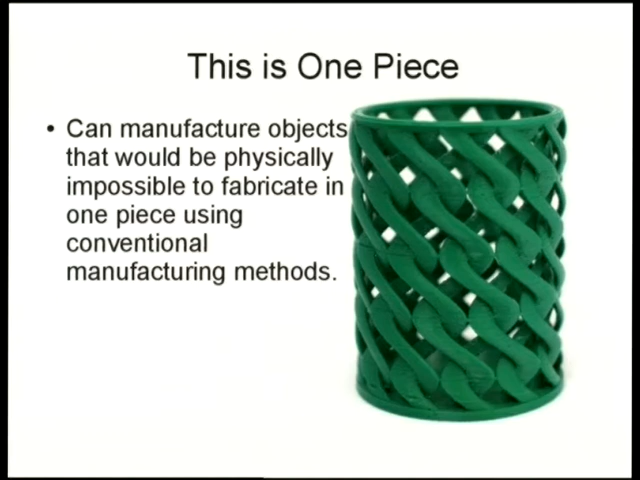 This is One Piece
• Can manufacture objects
that would be physically
impossible to fabricate in
one piece using
conventional
manufacturing methods.